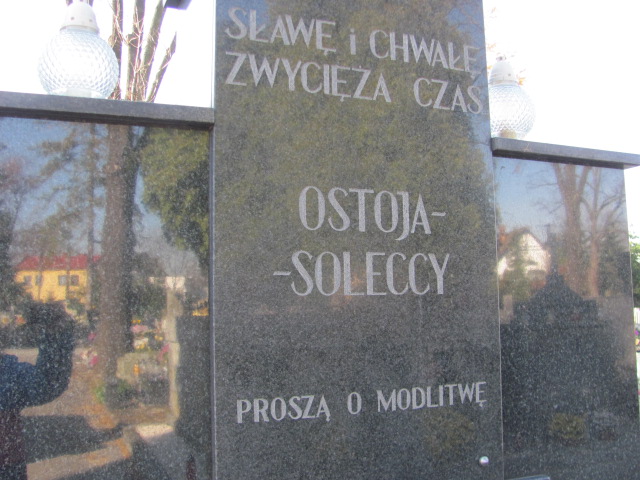 SŁAWĘ i CHWAŁĘ
ZWYCIĘŻA CZAS
OSTOJA-
-SOLECCY
PROSZĄ O MODLITWĘ